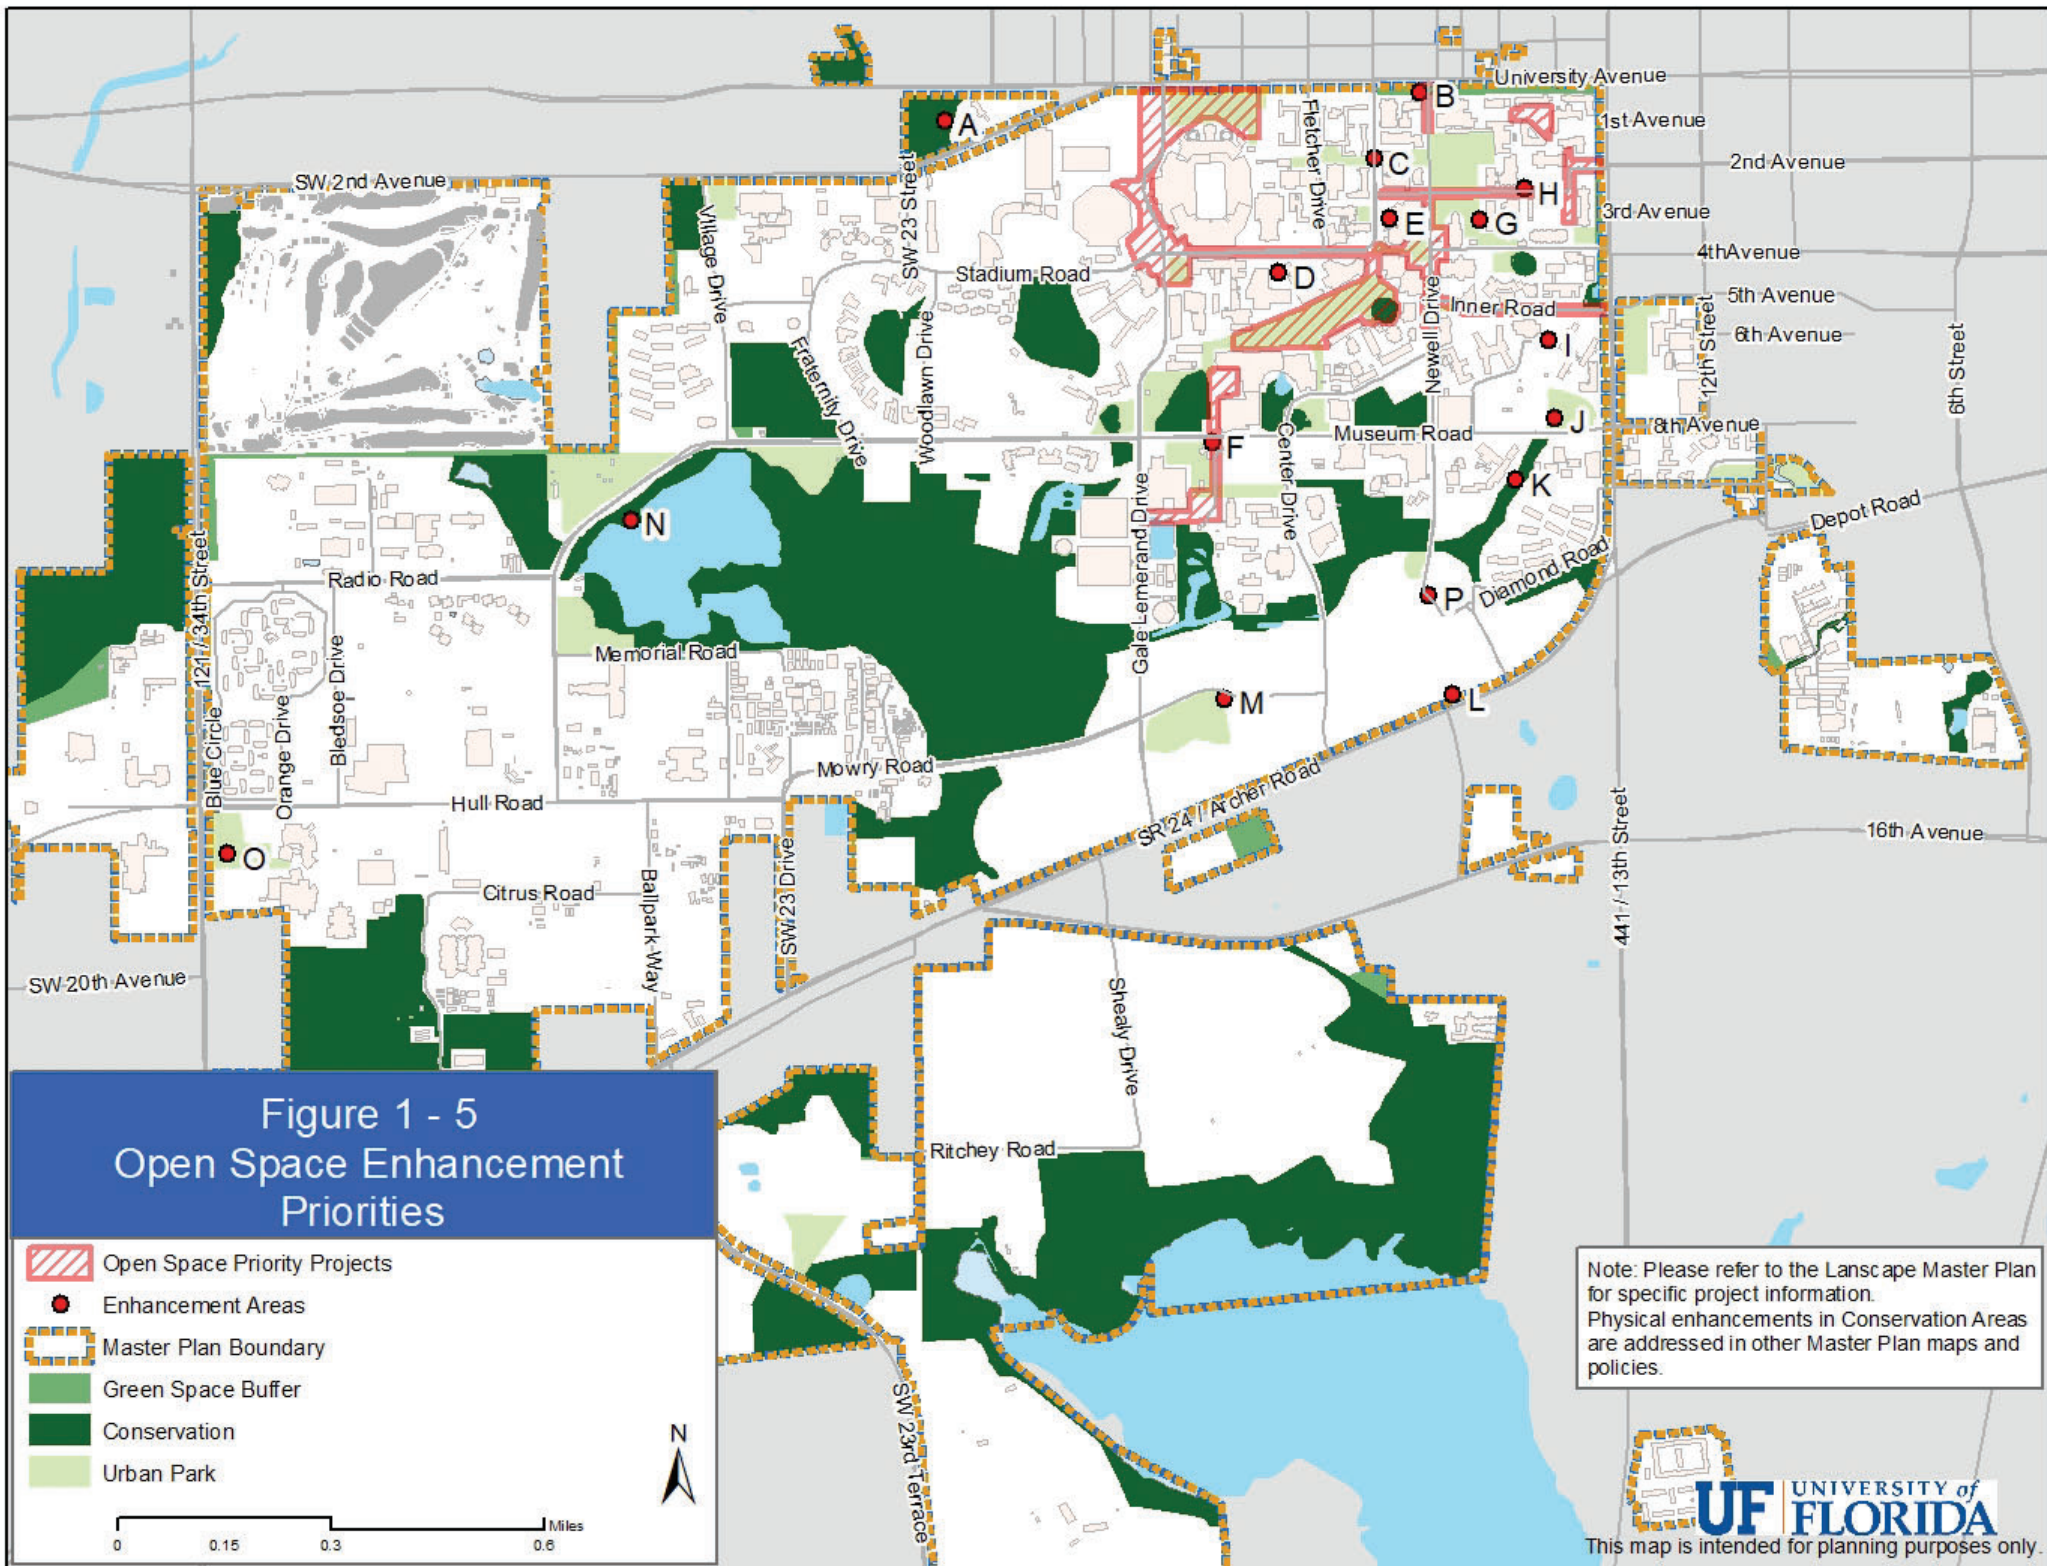 University Avenue
B
A
1st Avenue
Fletcher Drive
C
2nd Avenue
SW 2nd Avenue
H
SW 23 Street
Village Drive
3rd Avenue
E
G
4th Avenue
Stadium Road
D
5th Avenue
Inner Road
Newell Drive
12th Street
6th Avenue
I
Woodlawn Drive
Fraternity Drive
6th Street
J
8th Avenue
Museum Road
F
Center Drive
K
Gale Lemerand Drive
Depot Road
N
121 / 34th Street
Radio Road
Diamond Road
P
Memorial Road
Bledsoe Drive
L
M
Orange Drive
Blue Circle
Mowry Road
Hull Road
SR 24 / Archer Road
441 / 13th Street
16th Avenue
O
Citrus Road
Ballpark Way
SW 23 Drive
SW 20th Avenue
Shealy Drive
Ritchey Road
SW 23rd Terrace
Figure 1 - 5
Open Space Enhancement
Priorities
Open Space Priority Projects
Enhancement Areas
Master Plan Boundary
Green Space Buffer
Conservation
Urban Park
N
Miles
0 0.15 0.3 0.6
Note: Please refer to the Lanscape Master Plan
for specific project information.
Physical enhancements in Conservation Areas
are addressed in other Master Plan maps and
policies.
UF UNIVERSITY of
FLORIDA
This map is intended for planning purposes only.